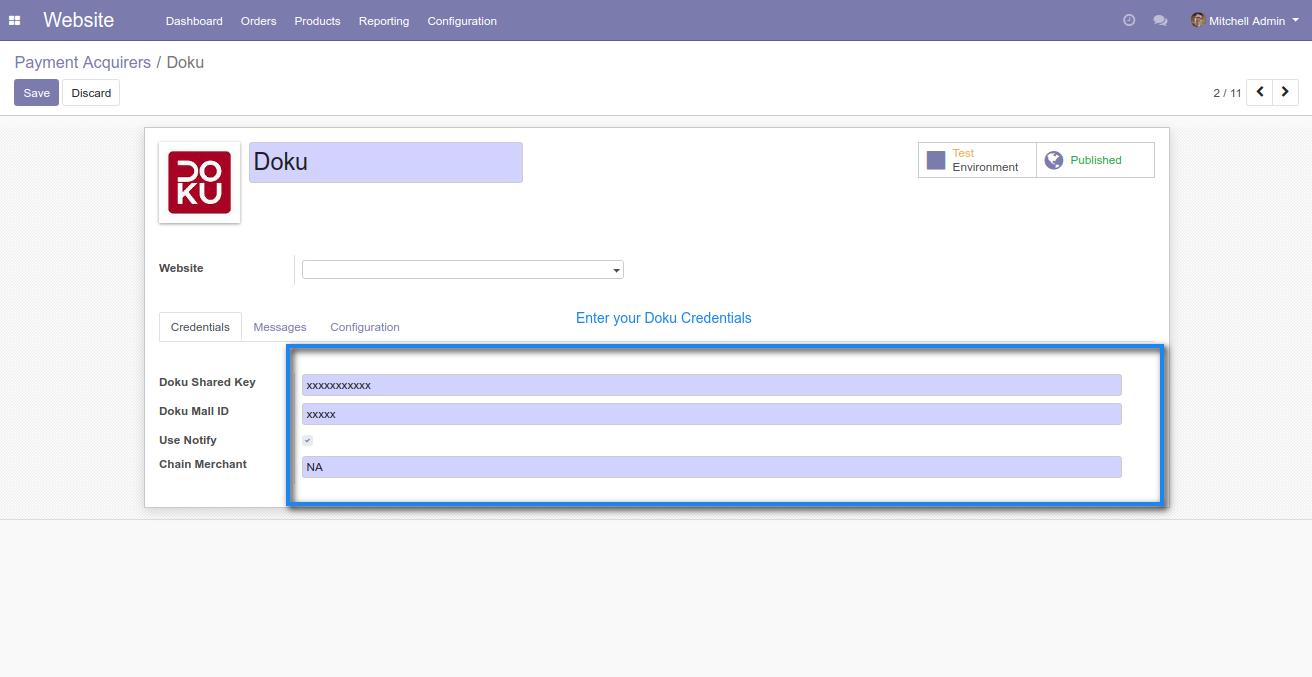 Website Dashboard Orders Products Reporting Configuration Mitchell Admin
Payment Acquirers / Doku
Save Discard 2 / 11
DOKU
Doku
Test
Environment
Published
Website
Credentials Messages Configuration
Enter your Doku Credentials
Doku Shared Key xxxxxxxxxxx
Doku Mall ID xxxxx
Use Notify
Chain Merchant NA